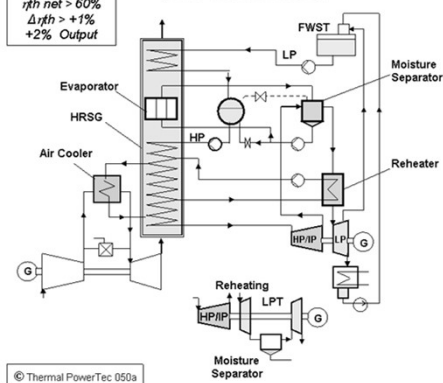 ηth net > 60%
Δηth > +1%
+2% Output
FWST
LP
Moisture
Separator
Evaporator
HRSG
HP
Air Cooler
Reheater
HP/IP
LP
G
G
Reheating
LPT
HP/IP
G
Moisture
Separator
© Thermal PowerTec 050a